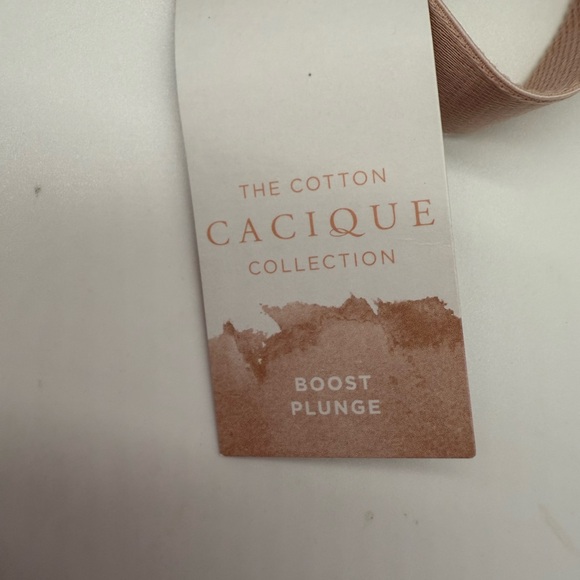 THE COTTON
CACIQUE
COLLECTION
BOOST
PLUNGE